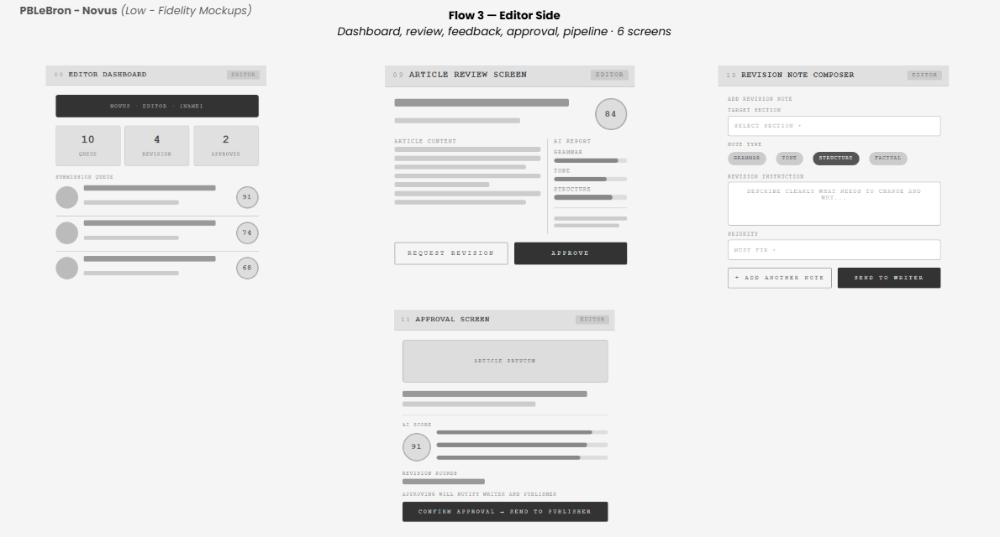 PBLeBron - Novus (Low - Fidelity Mockups)
Flow 3 — Editor Side
Dashboard, review, feedback, approval, pipeline · 6 screens
08 EDITOR DASHBOARD
EDITOR
NOVUS · EDITOR · [NAME]
10
QUEUE
4
REVISION
2
APPROVED
SUBMISSION QUEUE
91
74
68
09 ARTICLE REVIEW SCREEN
EDITOR
84
ARTICLE CONTENT
AI REPORT
GRAMMAR
TONE
STRUCTURE
REQUEST REVISION
APPROVE
10 REVISION NOTE COMPOSER
EDITOR
ADD REVISION NOTE
TARGET SECTION
SELECT SECTION
NOTE TYPE
GRAMMAR
TONE
STRUCTURE
FACTUAL
REVISION INSTRUCTION
DESCRIBE CLEARLY WHAT NEEDS TO CHANGE AND
WHY...
PRIORITY
MUST FIX
+ ADD ANOTHER NOTE
SEND TO WRITER
11 APPROVAL SCREEN
EDITOR
ARTICLE PREVIEW
AI SCORE
91
REVISION ROUNDS
APPROVING WILL NOTIFY WRITER AND PUBLISHER
CONFIRM APPROVAL → SEND TO PUBLISHER